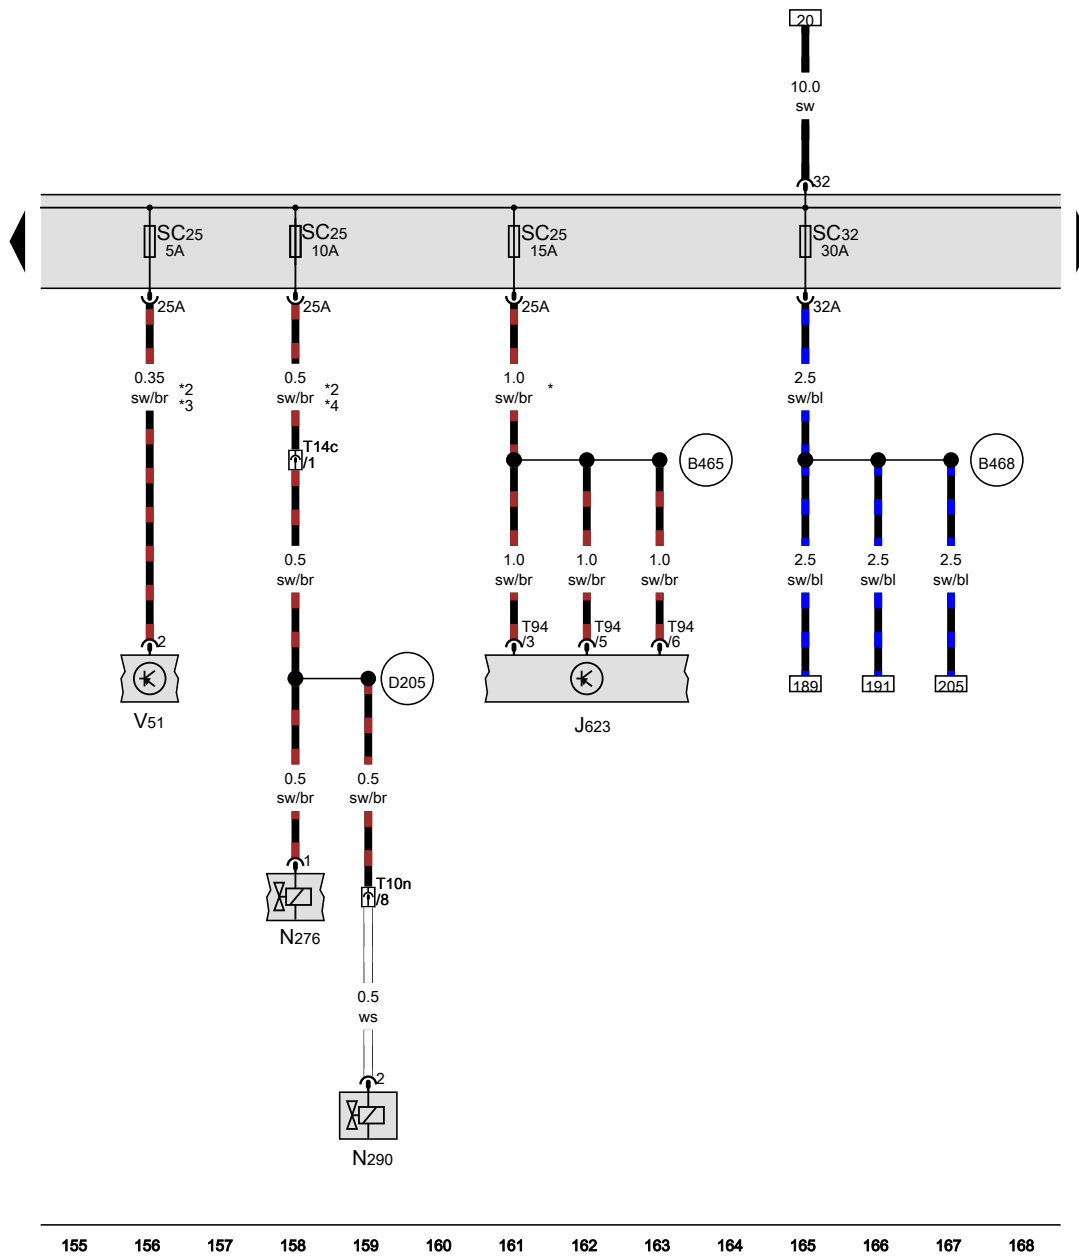 20
10.0
sw
32
SC25
5A
SC25
10A
SC25
15A
SC32
30A
25A
25A
25A
32A
0.35
sw/br
*2
*3
0.5
sw/br
*2
*4
1.0
sw/br
*
2.5
sw/bl
T14c
/1
B465
B468
0.5
sw/br
1.0
sw/br
1.0
sw/br
1.0
sw/br
2.5
sw/bl
2.5
sw/bl
2.5
sw/bl
2
T94
/3
T94
/5
T94
/6
D205
189
191
205
V51
J623
0.5
sw/br
0.5
sw/br
1
T10n
/8
N276
0.5
ws
2
N290
155 156 157 158 159 160 161 162 163 164 165 166 167 168